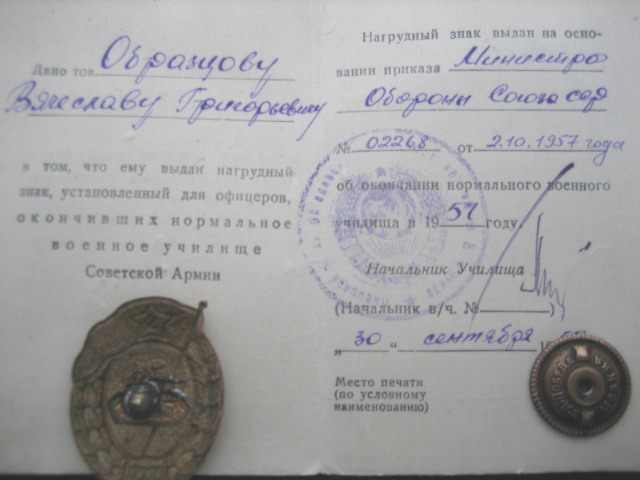 Дано тов. Образцову
Вячеславу Григорьевичу
в том, что ему выдан нагрудный
знак, установленный для офицеров,
окончивших нормальное
военное училище
Советской Армии
Нагрудный знак выдан на осно-
вании приказа Министра
Обороны Союза сср
№ 02268 от 2.10.1957 года
об окончании нормального военного
училища в 1957 году.
Начальник Училища
(Начальник в/ч. №)
„30“ сентября
Место печати
(по условному
наименованию)